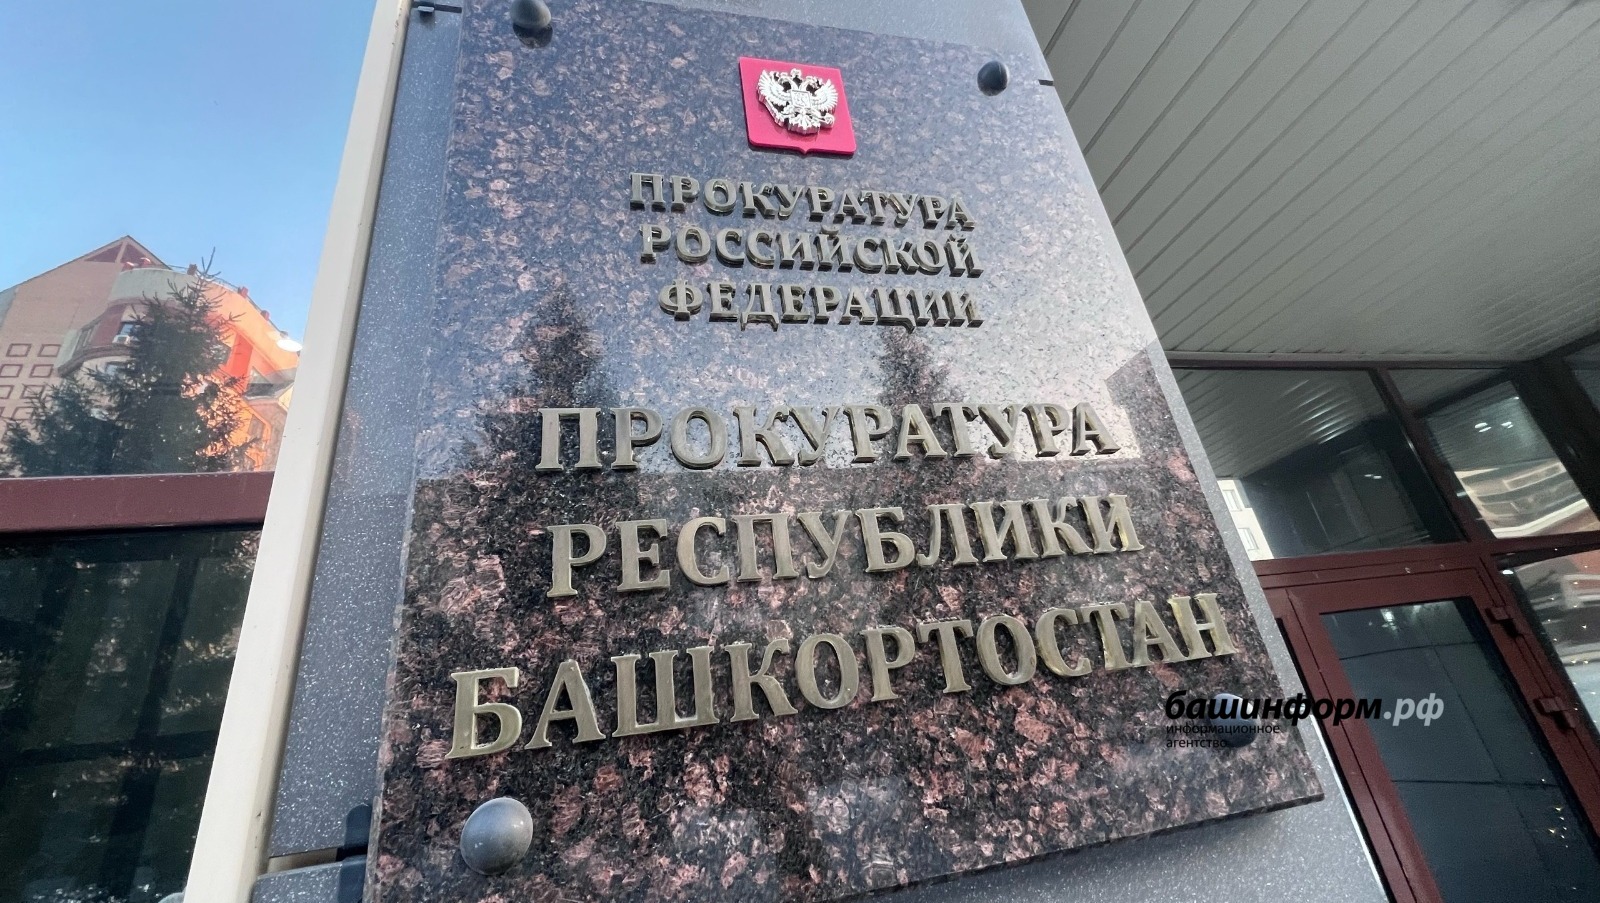 ПРОКУРАТУРА
РОССИЙСКОЙ
ФЕДЕРАЦИИ
ПРОКУРАТУРА
РЕСПУБЛИКИ
БАШКОРТОСТАН
башинформ.рф
информационное
агентство